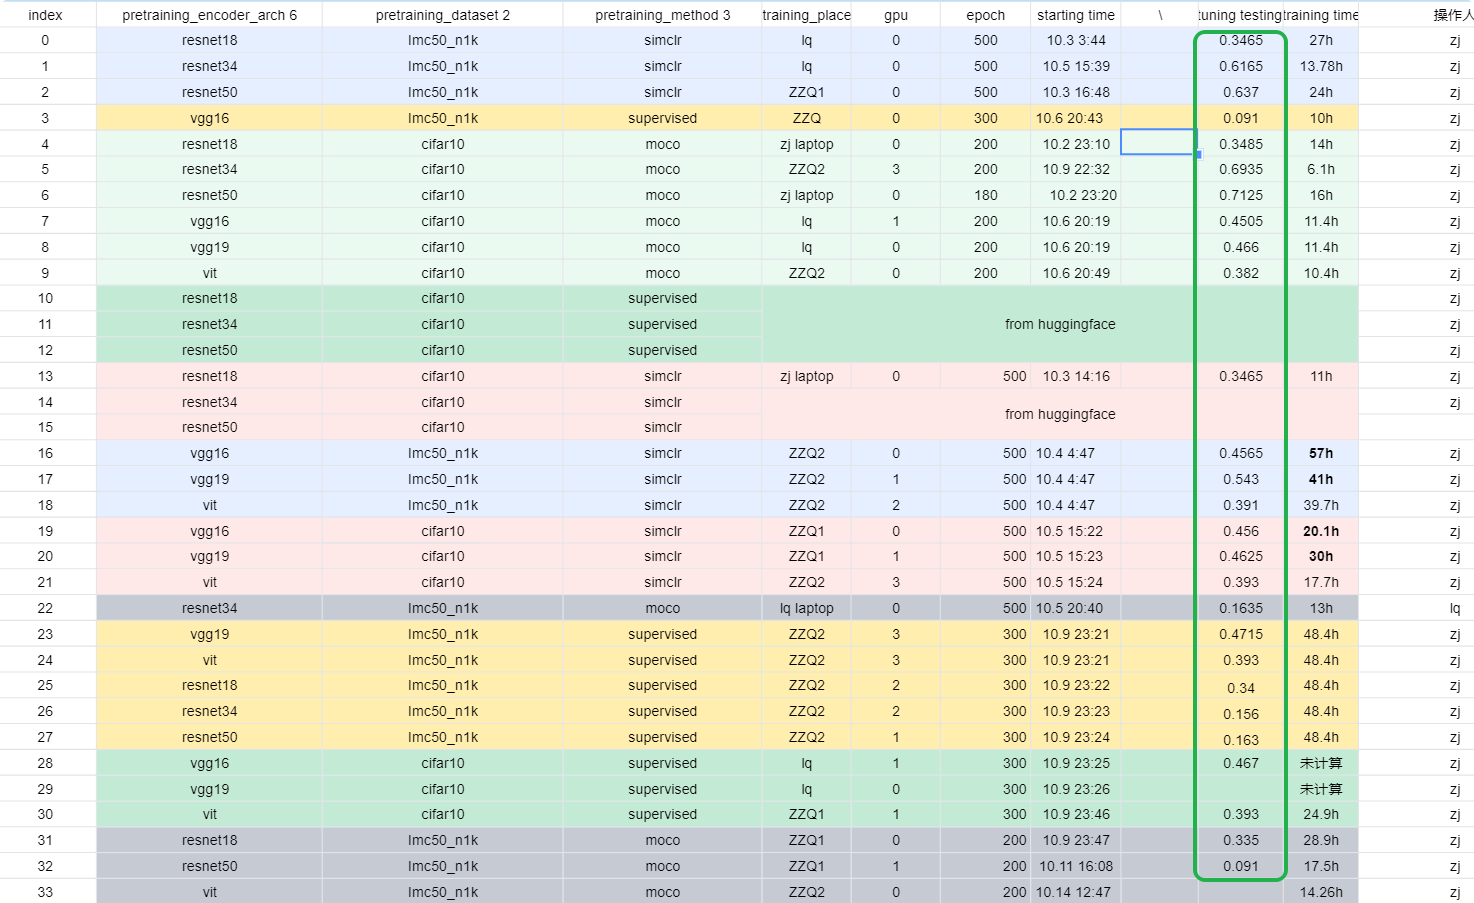 index pretraining_encoder_arch 6 pretraining_dataset 2 pretraining_method 3 training_place gpu epoch starting time \ tuning testing training time 操作人
0 resnet18 Imc50_n1k simclr lq 0 500 10.3 3:44 0.3465 27h zj
1 resnet34 Imc50_n1k simclr lq 0 500 10.5 15:39 0.6165 13.78h zj
2 resnet50 Imc50_n1k simclr ZZQ1 0 500 10.3 16:48 0.637 24h zj
3 vgg16 Imc50_n1k supervised ZZQ 0 300 10.6 20:43 0.091 10h zj
4 resnet18 cifar10 moco zj laptop 0 200 10.2 23:10 0.3485 14h zj
5 resnet34 cifar10 moco ZZQ2 3 200 10.9 22:32 0.6935 6.1h zj
6 resnet50 cifar10 moco zj laptop 0 180 10.2 23:20 0.7125 16h zj
7 vgg16 cifar10 moco lq 1 200 10.6 20:19 0.4505 11.4h zj
8 vgg19 cifar10 moco lq 0 200 10.6 20:19 0.466 11.4h zj
9 vit cifar10 moco ZZQ2 0 200 10.6 20:49 0.382 10.4h zj
10 resnet18 cifar10 supervised zj
11 resnet34 cifar10 supervised from huggingface zj
12 resnet50 cifar10 supervised zj
13 resnet18 cifar10 simclr zj laptop 0 500 10.3 14:16 0.3465 11h zj
14 resnet34 cifar10 simclr zj
from huggingface
15 resnet50 cifar10 simclr
16 vgg16 Imc50_n1k simclr ZZQ2 0 500 10.4 4:47 0.4565 57h zj
17 vgg19 Imc50_n1k simclr ZZQ2 1 500 10.4 4:47 0.543 41h zj
18 vit Imc50_n1k simclr ZZQ2 2 500 10.4 4:47 0.391 39.7h zj
19 vgg16 cifar10 simclr ZZQ1 0 500 10.5 15:22 0.456 20.1h zj
20 vgg19 cifar10 simclr ZZQ1 1 500 10.5 15:23 0.4625 30h zj
21 vit cifar10 simclr ZZQ2 3 500 10.5 15:24 0.393 17.7h zj
22 resnet34 Imc50_n1k moco lq laptop 0 500 10.5 20:40 0.1635 13h lq
23 vgg19 Imc50_n1k supervised ZZQ2 3 300 10.9 23:21 0.4715 48.4h zj
24 vit Imc50_n1k supervised ZZQ2 3 300 10.9 23:21 0.393 48.4h zj
25 resnet18 Imc50_n1k supervised ZZQ2 2 300 10.9 23:22 0.34 48.4h zj
26 resnet34 Imc50_n1k supervised ZZQ2 2 300 10.9 23:23 0.156 48.4h zj
27 resnet50 Imc50_n1k supervised ZZQ2 1 300 10.9 23:24 0.163 48.4h zj
28 vgg16 cifar10 supervised lq 1 300 10.9 23:25 0.467 未计算 zj
29 vgg19 cifar10 supervised lq 0 300 10.9 23:26 未计算 zj
30 vit cifar10 supervised ZZQ1 1 300 10.9 23:46 0.393 24.9h zj
31 resnet18 Imc50_n1k moco ZZQ1 0 200 10.9 23:47 0.335 28.9h zj
32 resnet50 Imc50_n1k moco ZZQ1 1 200 10.11 16:08 0.091 17.5h zj
33 vit Imc50_n1k moco ZZQ2 0 200 10.14 12:47 14.26h zj